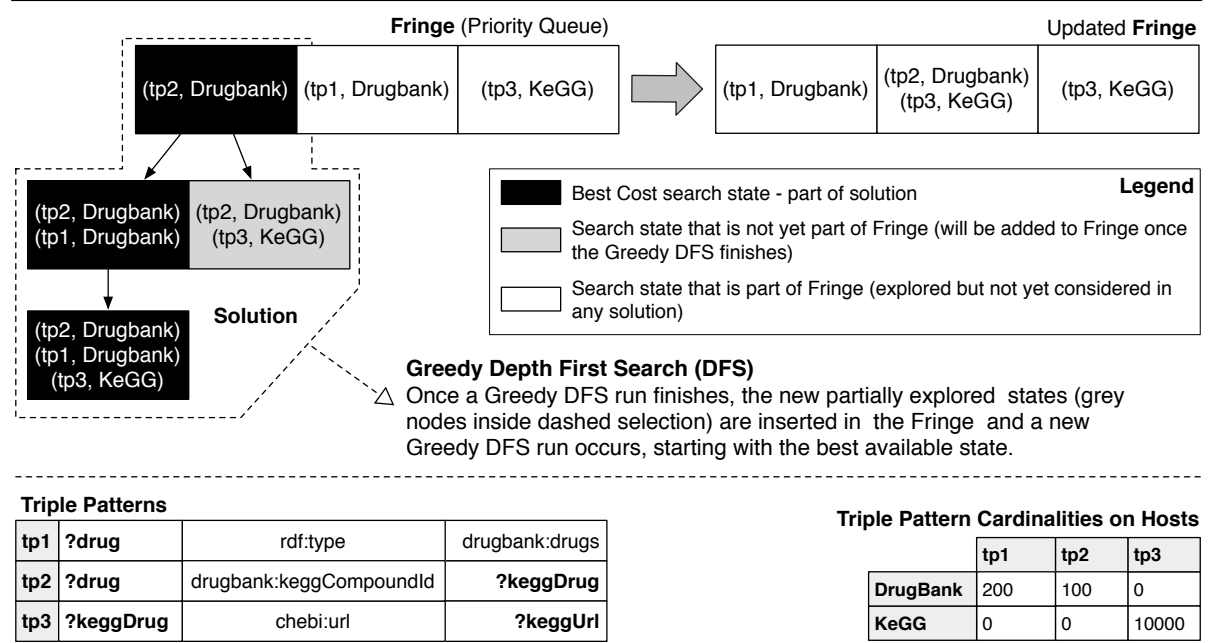 Fringe (Priority Queue)
Updated Fringe
(tp2, Drugbank)
(tp1, Drugbank)
(tp3, KeGG)
(tp1, Drugbank)
(tp2, Drugbank)
(tp3, KeGG)
(tp3, KeGG)
(tp2, Drugbank)
(tp1, Drugbank)
(tp2, Drugbank)
(tp3, KeGG)
(tp2, Drugbank)
(tp1, Drugbank)
(tp3, KeGG)
Solution
Legend
Best Cost search state - part of solution
Search state that is not yet part of Fringe (will be added to Fringe once
the Greedy DFS finishes)
Search state that is part of Fringe (explored but not yet considered in
any solution)
Greedy Depth First Search (DFS)
Once a Greedy DFS run finishes, the new partially explored states (grey
nodes inside dashed selection) are inserted in the Fringe and a new
Greedy DFS run occurs, starting with the best available state.
Triple Patterns
tp1 ?drug rdf:type drugbank:drugs
tp2 ?drug drugbank:keggCompoundId ?keggDrug
tp3 ?keggDrug chebi:url ?keggUrl
Triple Pattern Cardinalities on Hosts
tp1 tp2 tp3
DrugBank 200 100 0
KeGG 0 0 10000